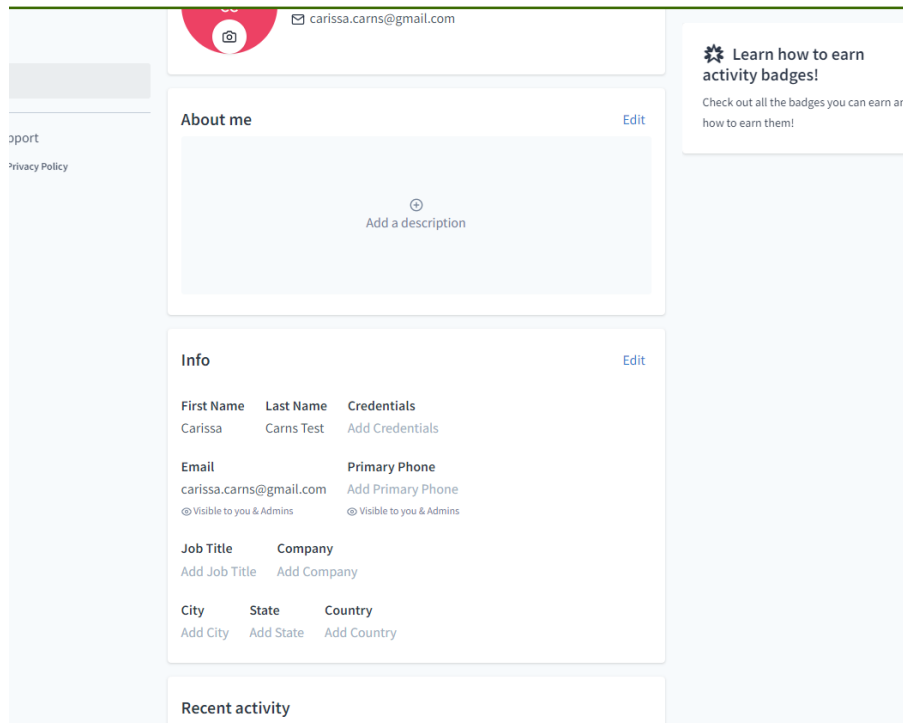 carissa.carns@gmail.com
Privacy Policy
About me
Edit
Add a description
Info
Edit
First Name Last Name Credentials
Carissa Carns Test Add Credentials
Email Primary Phone
carissa.carns@gmail.com Add Primary Phone
Visible to you & Admins Visible to you & Admins
Job Title Company
Add Job Title Add Company
City State Country
Add City Add State Add Country
Recent activity
Learn how to earn
activity badges!
Check out all the badges you can earn
how to earn them!